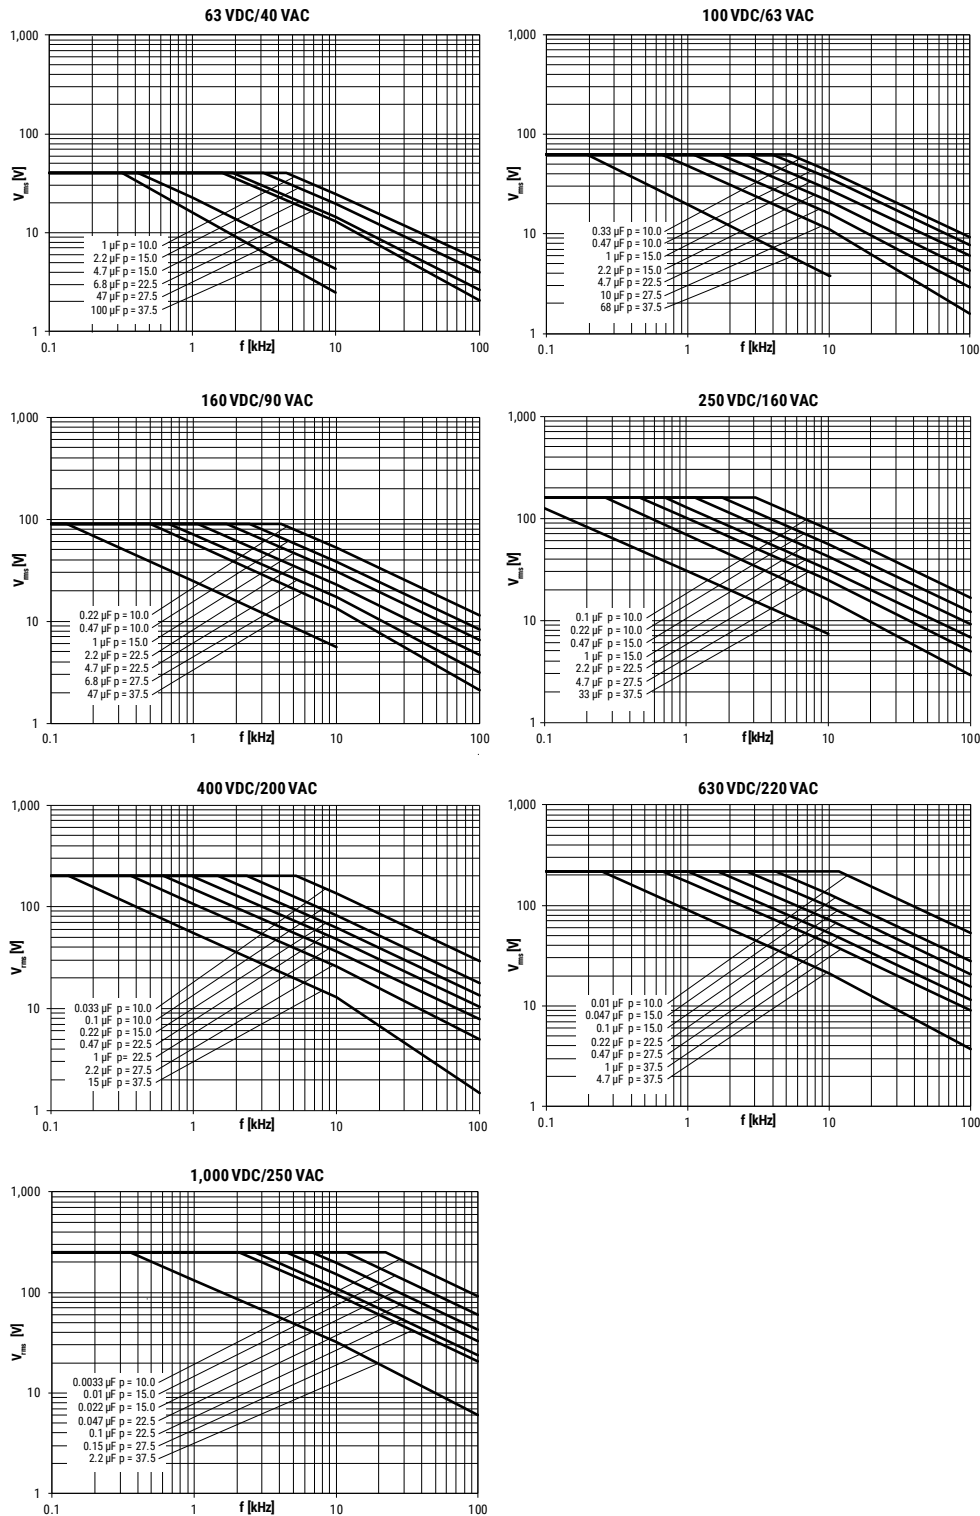 63 VDC/40 VAC
1,000
100
10
1
V_rms [V]
1 µF p = 10.0
2.2 µF p = 15.0
4.7 µF p = 15.0
6.8 µF p = 22.5
47 µF p = 27.5
100 µF p = 37.5
0.1 1 10 100
f [kHz]
100 VDC/63 VAC
1,000
100
10
1
V_rms [V]
0.33 µF p = 10.0
0.47 µF p = 10.0
1 µF p = 15.0
2.2 µF p = 15.0
4.7 µF p = 22.5
10 µF p = 27.5
68 µF p = 37.5
0.1 1 10 100
f [kHz]
160 VDC/90 VAC
1,000
100
10
1
V_rms [V]
0.22 µF p = 10.0
0.47 µF p = 10.0
1 µF p = 15.0
2.2 µF p = 22.5
4.7 µF p = 22.5
6.8 µF p = 27.5
47 µF p = 37.5
0.1 1 10 100
f [kHz]
250 VDC/160 VAC
1,000
100
10
1
V_rms [V]
0.1 µF p = 10.0
0.22 µF p = 10.0
0.47 µF p = 15.0
1 µF p = 15.0
2.2 µF p = 22.5
4.7 µF p = 27.5
33 µF p = 37.5
0.1 1 10 100
f [kHz]
400 VDC/200 VAC
1,000
100
10
1
V_rms [V]
0.033 µF p = 10.0
0.1 µF p = 10.0
0.22 µF p = 15.0
0.47 µF p = 22.5
1 µF p= 22.5
2.2 µF p = 27.5
15 µF p = 37.5
0.1 1 10 100
f [kHz]
630 VDC/220 VAC
1,000
100
10
1
V_rms [V]
0.01 µF p = 10.0
0.047 µF p = 15.0
0.1 µF p = 15.0
0.22 µF p = 22.5
0.47 µF p = 27.5
1 µF p = 37.5
4.7 µF p = 37.5
0.1 1 10 100
f [kHz]
1,000 VDC/250 VAC
1,000
100
10
1
V_rms [V]
0.0033 µF p = 10.0
0.01 µF p = 15.0
0.022 µF p = 15.0
0.047 µF p = 22.5
0.1 µF p = 22.5
0.15 µF p = 27.5
2.2 µF p = 37.5
0.1 1 10 100
f [kHz]